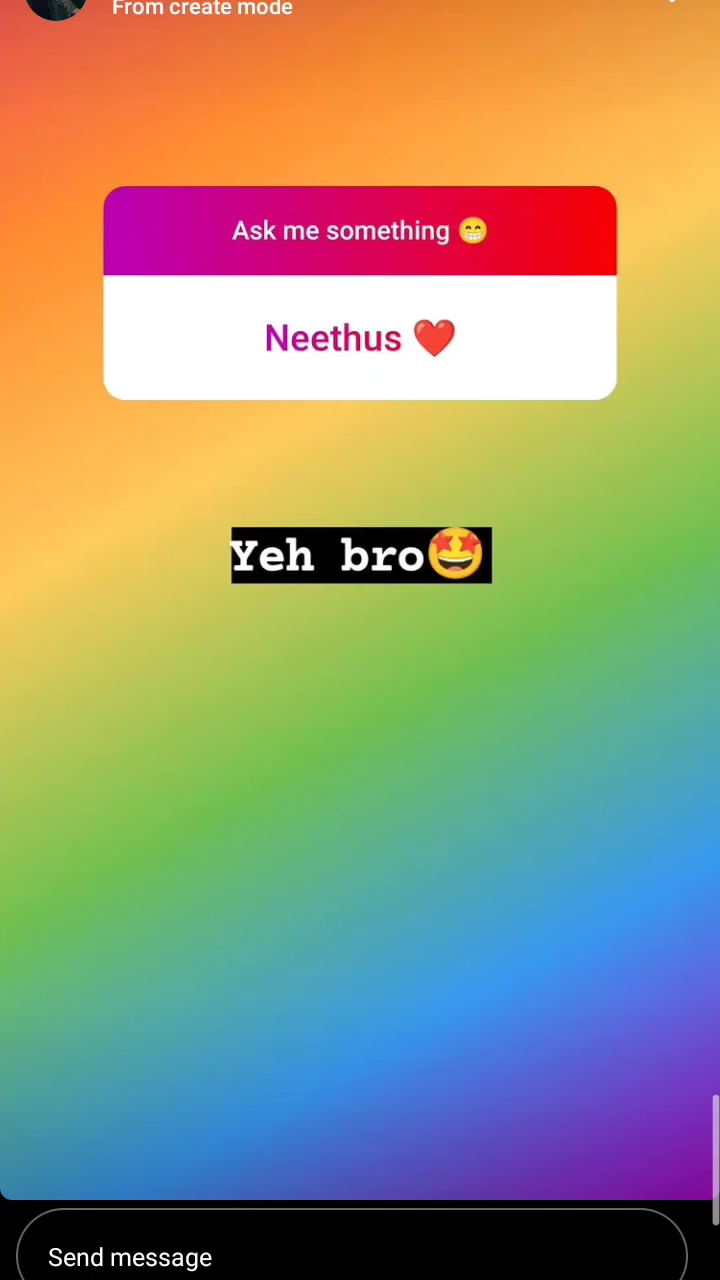 From create mode
Ask me something 😁
Neethus ❤️
Yeh bro🤩
Send message